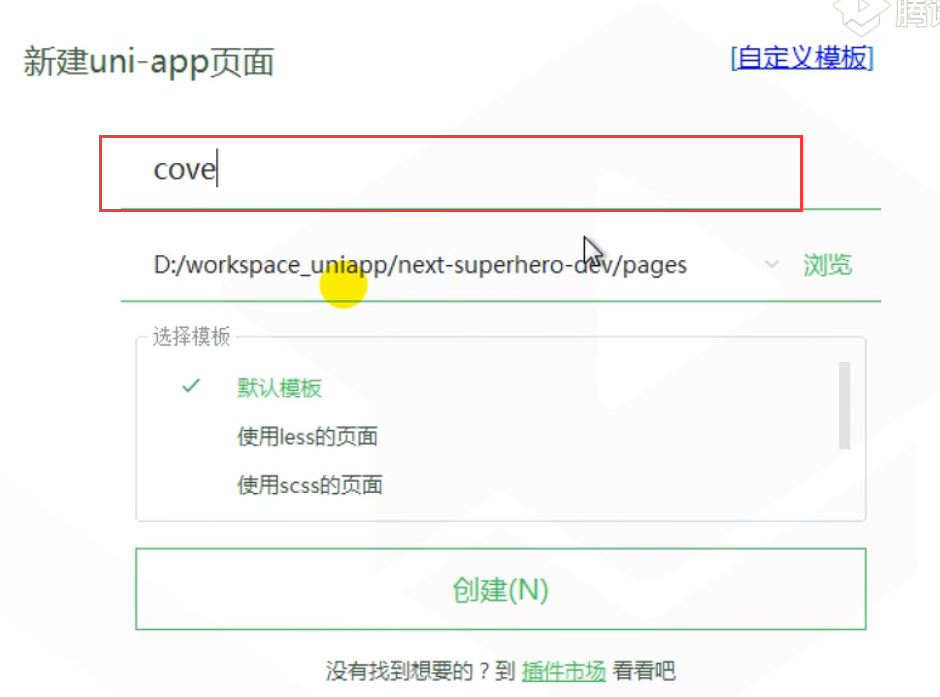 新建uni-app页面 [自定义模板]
cove
D:/workspace_uniapp/next-superhero-dev/pages 浏览
选择模板
默认模板
使用less的页面
使用scss的页面
创建(N)
没有找到想要的？到 插件市场 看看吧